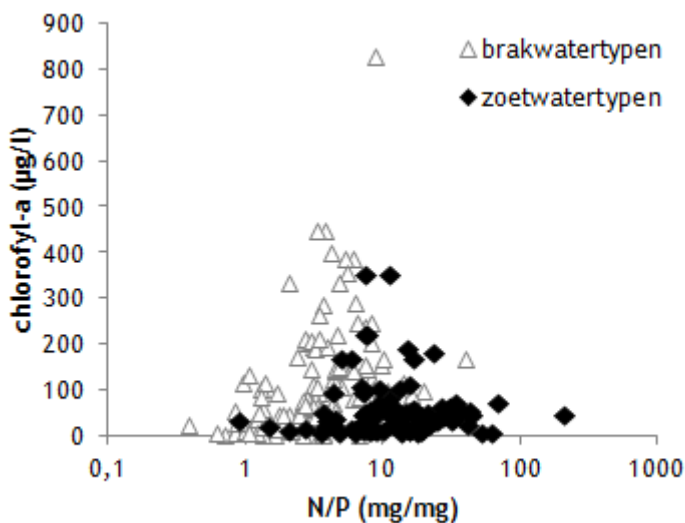 900
800
700
600
500
400
300
200
100
0
chlorofyl-a (µg/l)
brakwatertypen
zoetwatertypen
0,1 1 10 100 1000
N/P (mg/mg)